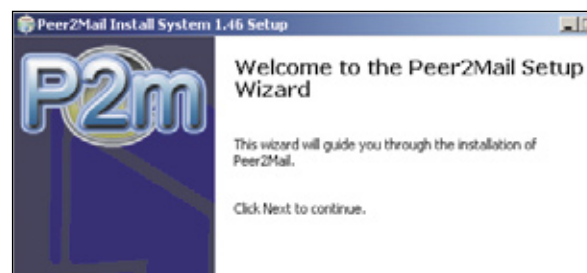 Peer2Mail Install System 1.46 Setup
P2m
Welcome to the Peer2Mail Setup
Wizard
This wizard will guide you through the installation of
Peer2Mail.
Click Next to continue.